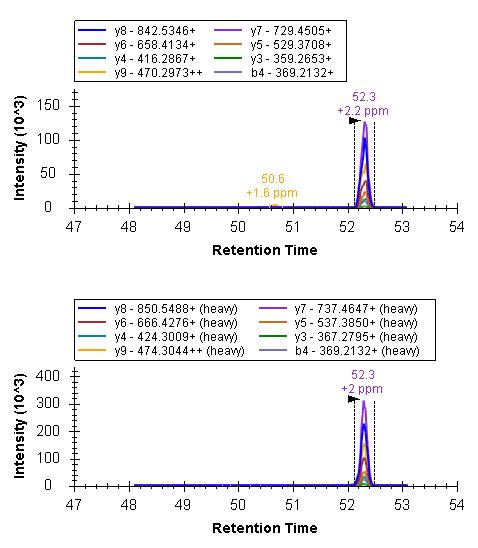 y8 - 842.5346+ y7 - 729.4505+
y6 - 658.4134+ y5 - 529.3708+
y4 - 416.2867+ y3 - 359.2653+
y9 - 470.2973++ b4 - 369.2132+
Intensity (10^3)
150
100
50
0
52.3
+2.2 ppm
50.6
+1.6 ppm
47 48 49 50 51 52 53 54
Retention Time
y8 - 850.5488+ (heavy) y7 - 737.4647+ (heavy)
y6 - 666.4276+ (heavy) y5 - 537.3850+ (heavy)
y4 - 424.3009+ (heavy) y3 - 367.2795+ (heavy)
y9 - 474.3044++ (heavy) b4 - 369.2132+ (heavy)
Intensity (10^3)
400
300
200
100
0
52.3
+2 ppm
47 48 49 50 51 52 53 54
Retention Time